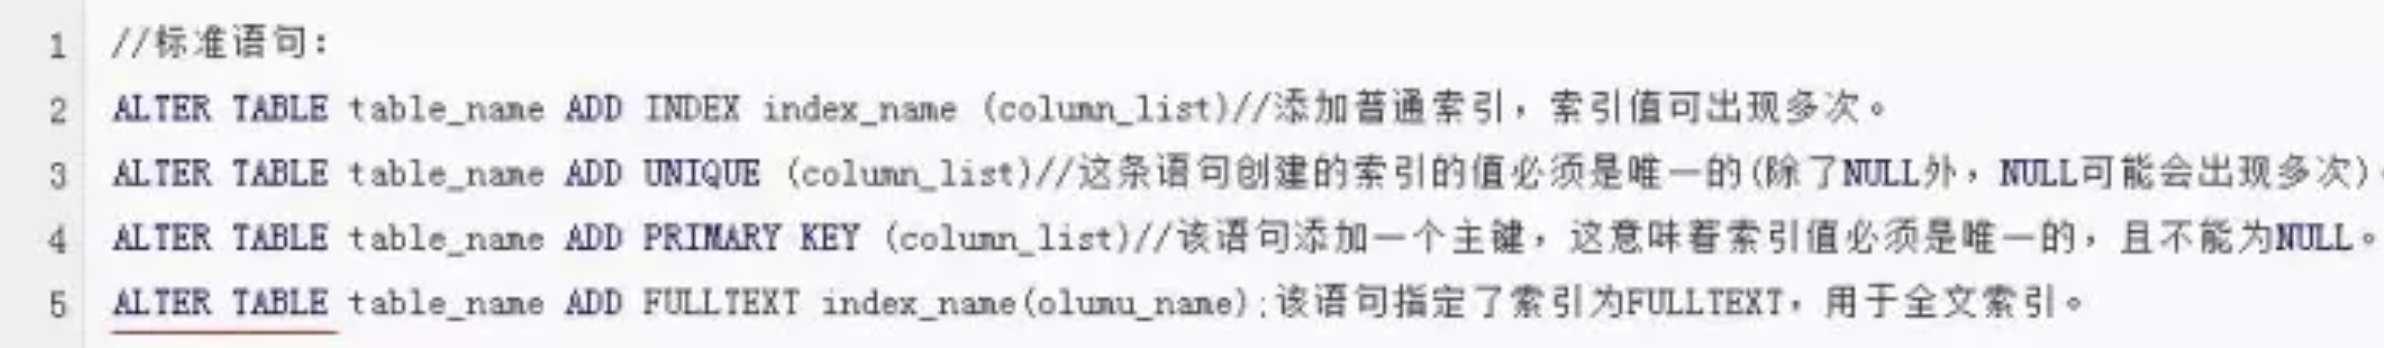 1 //标准语句:
2 ALTER TABLE table_name ADD INDEX index_name (column_list)//添加普通索引，索引值可出现多次。
3 ALTER TABLE table_name ADD UNIQUE (column_list)//这条语句创建的索引的值必须是唯一的(除了NULL外，NULL可能会出现多次)。
4 ALTER TABLE table_name ADD PRIMARY KEY (column_list)//该语句添加一个主键，这意味着索引值必须是唯一的，且不能为NULL。
5 ALTER TABLE table_name ADD FULLTEXT index_name(olumu_name);该语句指定了索引为FULLTEXT，用于全文索引。